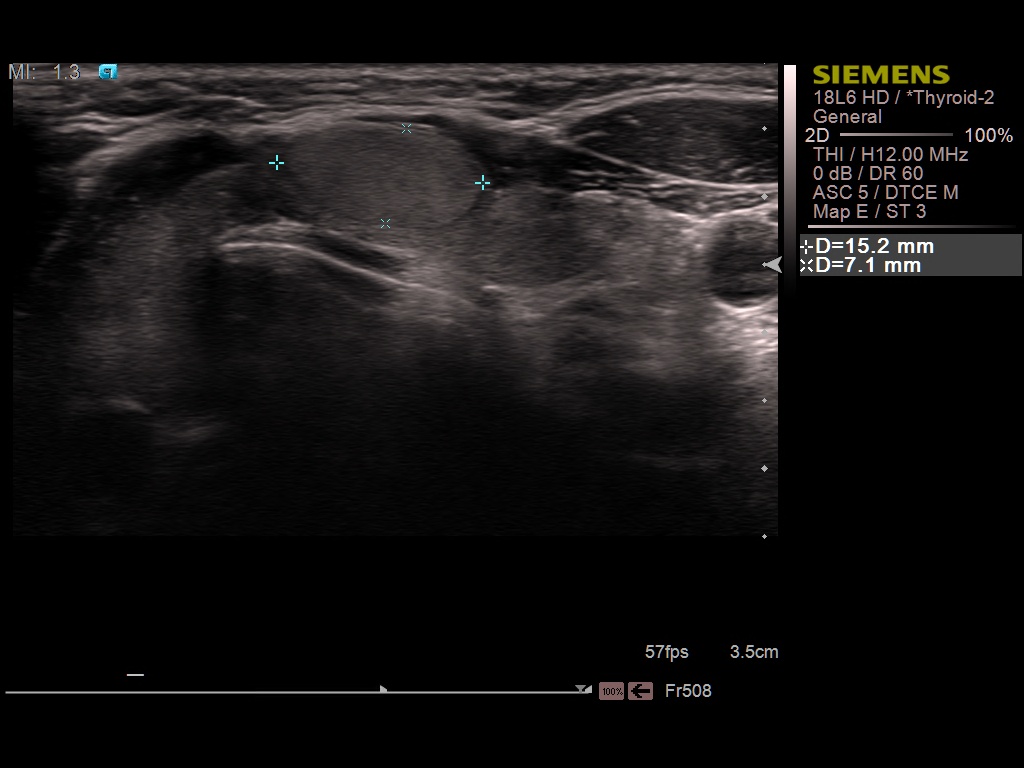 MI: 1.3
SIEMENS
18L6 HD / *Thyroid-2
General
2D 100%
THI / H12.00 MHz
0 dB / DR 60
ASC 5 / DTCE M
Map E / ST 3
D=15.2 mm
D=7.1 mm
57fps 3.5cm
100% Fr508